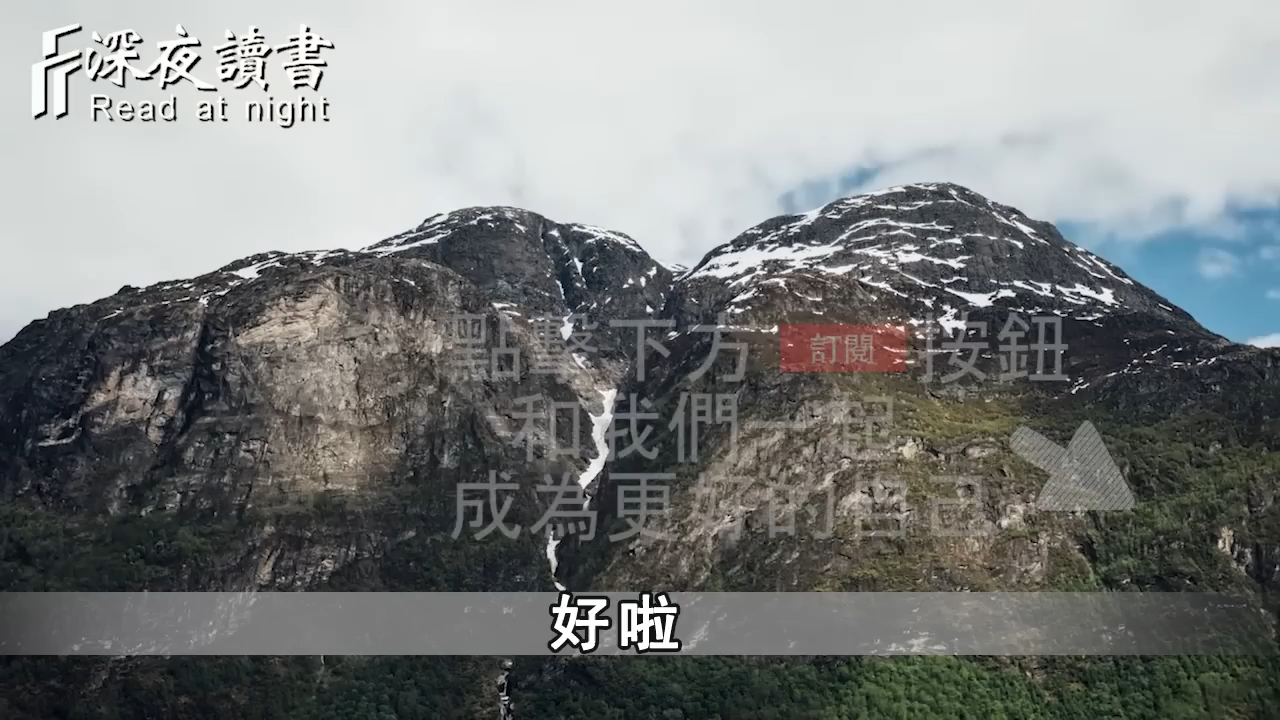 深夜讀書
Read at night
點擊下方 訂閱 按鈕
和我們一起
成為更好的自己
好啦